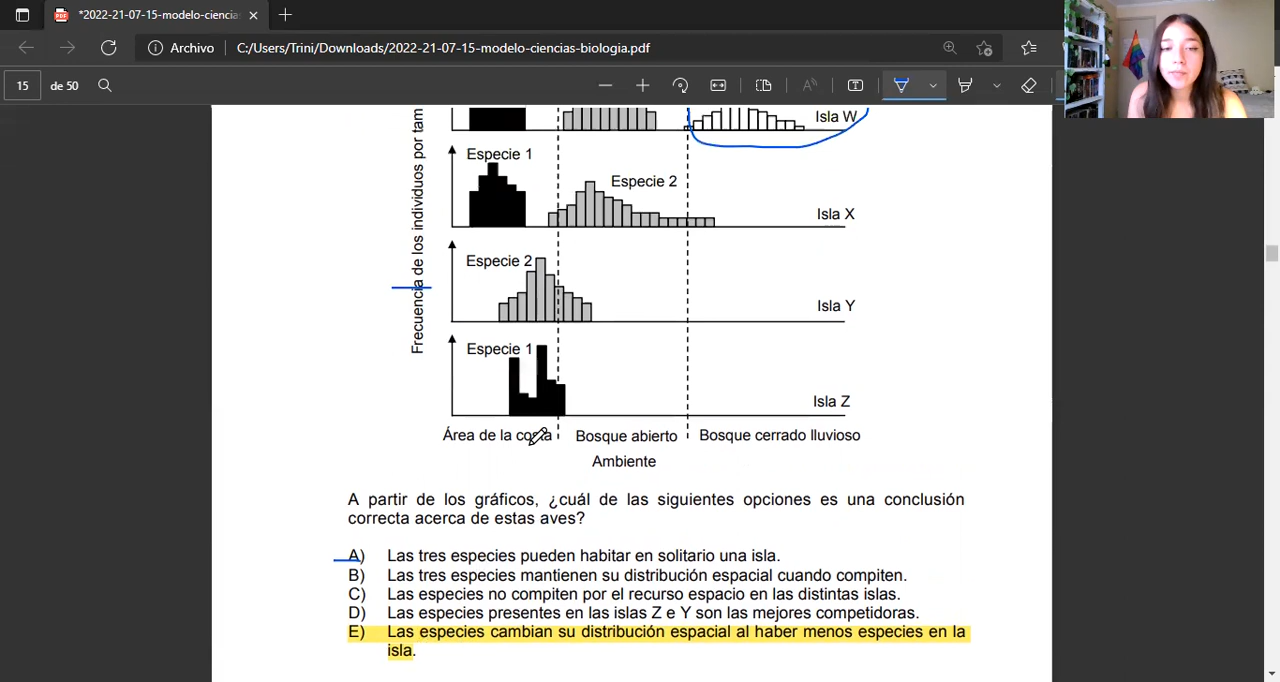 *2022-21-07-15-modelo-ciencia
Archivo C:/Users/Trini/Downloads/2022-21-07-15-modelo-ciencias-biologia.pdf
15 de 50
Frecuencia de los individuos por tam
Isla W
Especie 1
Especie 2
Isla X
Especie 2
Isla Y
Especie 1
Isla Z
Área de la costa Bosque abierto Bosque cerrado lluvioso
Ambiente
A partir de los gráficos, ¿cuál de las siguientes opciones es una conclusión
correcta acerca de estas aves?
A) Las tres especies pueden habitar en solitario una isla.
B) Las tres especies mantienen su distribución espacial cuando compiten.
C) Las especies no compiten por el recurso espacio en las distintas islas.
D) Las especies presentes en las islas Z e Y son las mejores competidoras.
E) Las especies cambian su distribución espacial al haber menos especies en la
isla.